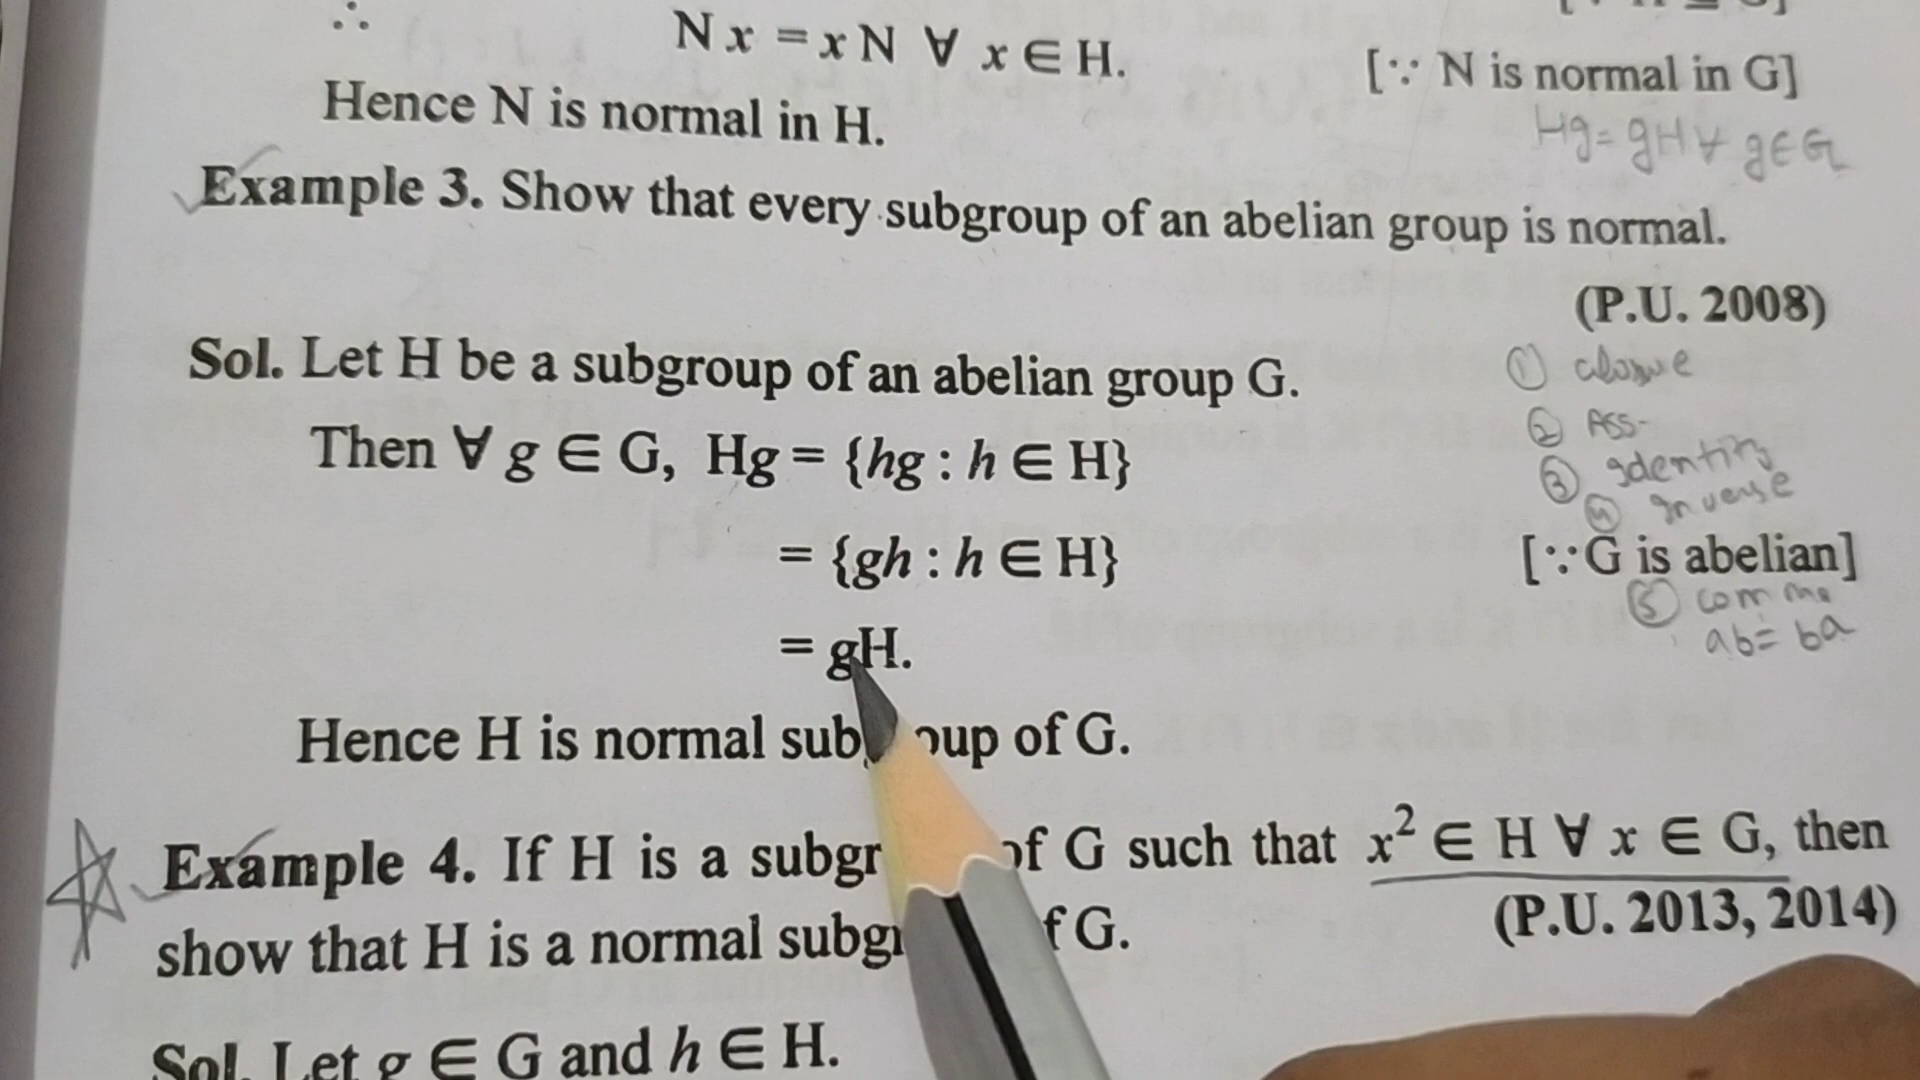 ∴ Nx = xN ∀ x ∈ H. [∵ N is normal in G]
Hence N is normal in H.
Hg = gH ∀ g∈G
Example 3. Show that every subgroup of an abelian group is normal.
(P.U. 2008)
Sol. Let H be a subgroup of an abelian group G.
① closure
Then ∀ g ∈ G, Hg = {hg : h ∈ H}
② Ass-
③ Identity
④ Inverse
= {gh : h ∈ H} [∵ G is abelian]
⑤ comm.
ab = ba
= gH.
Hence H is normal sub oup of G.
Example 4. If H is a subgr of G such that x² ∈ H ∀ x ∈ G, then
show that H is a normal subgr f G. (P.U. 2013, 2014)
Sol. Let g ∈ G and h ∈ H.